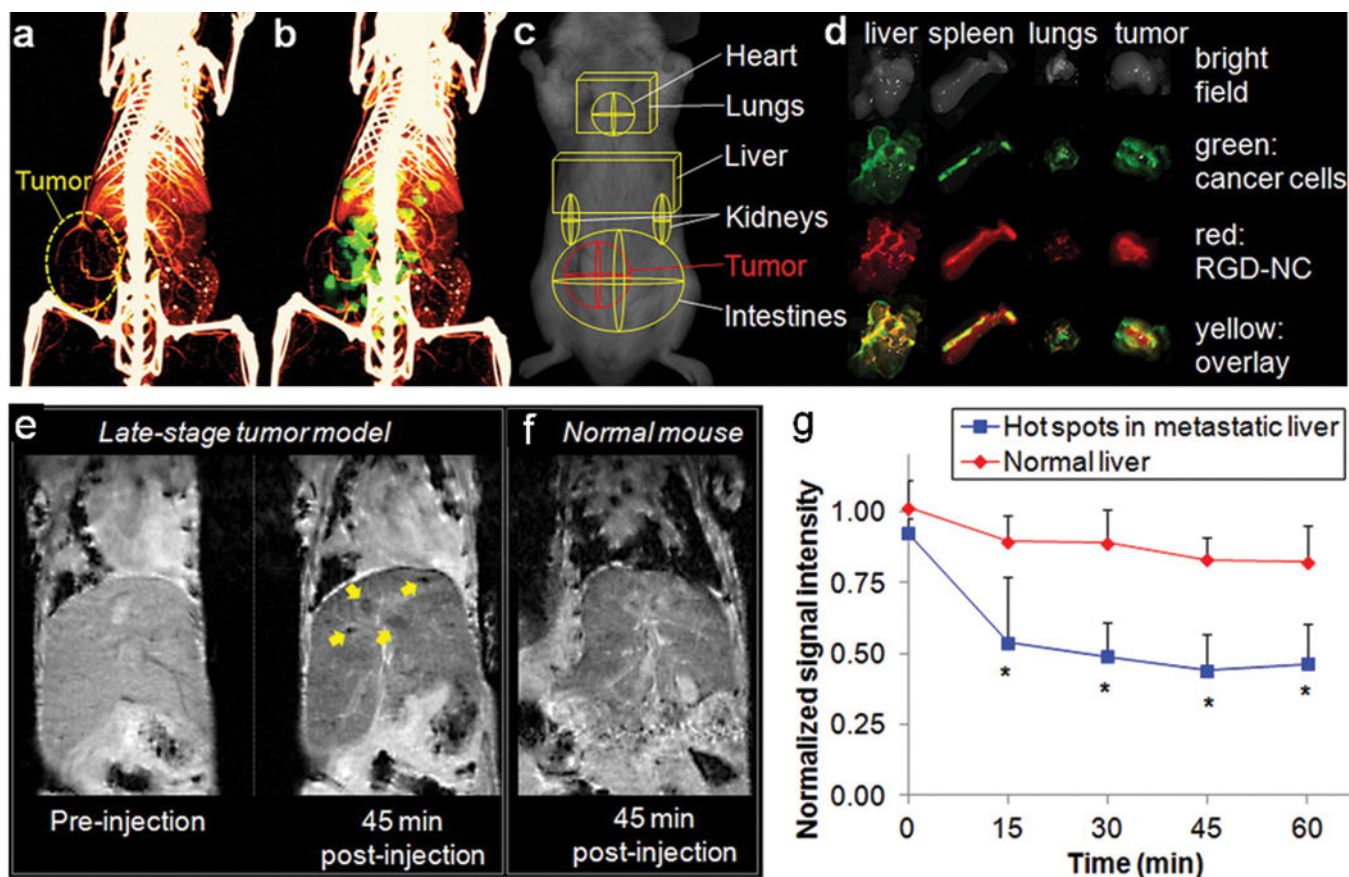 a
Tumor
b
c
Heart
Lungs
Liver
Kidneys
Tumor
Intestines
d
liver spleen lungs tumor
bright
field
green:
cancer cells
red:
RGD-NC
yellow:
overlay
e
Late-stage tumor model
Pre-injection
45 min
post-injection
f
Normal mouse
45 min
post-injection
g
Hot spots in metastatic liver
Normal liver
Normalized signal intensity
1.00
0.75
0.50
0.25
0.00
* * * *
0 15 30 45 60
Time (min)